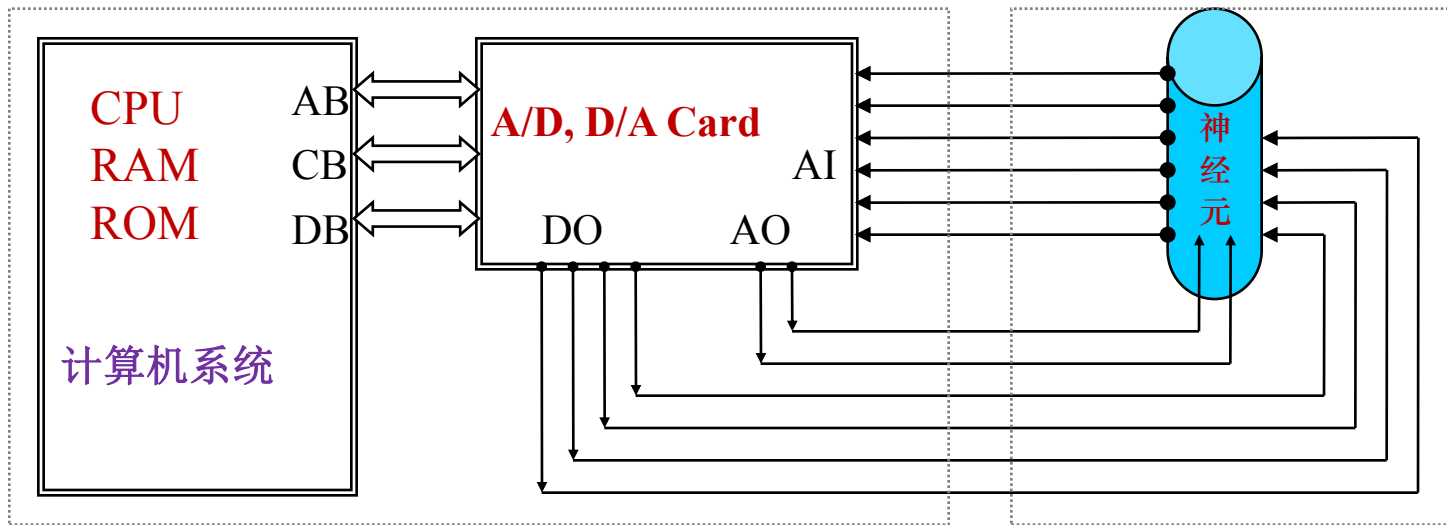 CPU
RAM
ROM
AB
CB
DB
计算机系统
A/D, D/A Card
AI
DO
AO
神
经
元